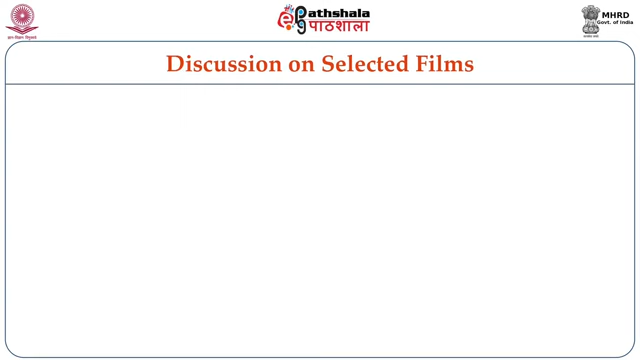 Pathshala
पाठशाला
MHRD
Govt. of India
Discussion on Selected Films